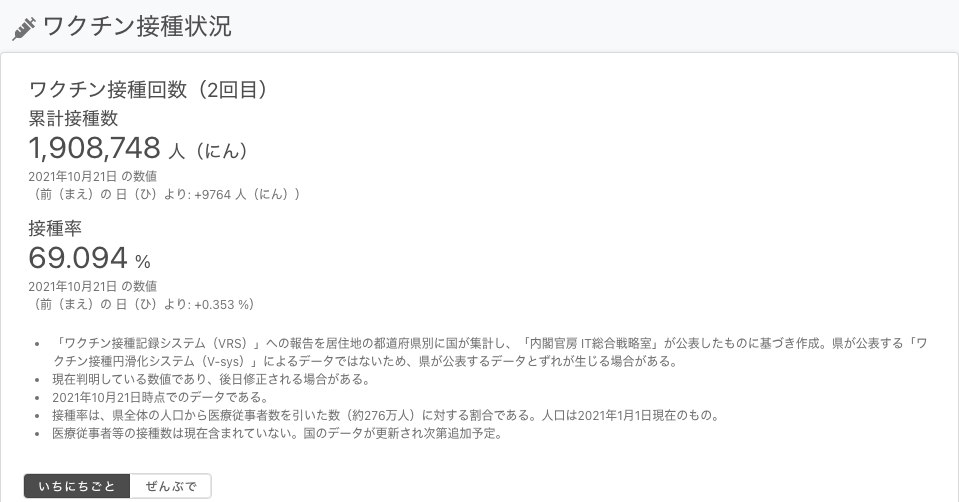 ワクチン接種状況
ワクチン接種回数（2回目）
累計接種数
1,908,748 人（にん）
2021年10月21日 の数値
（前（まえ）の 日（ひ）より: +9764 人（にん））
接種率
69.094 %
2021年10月21日 の数値
（前（まえ）の 日（ひ）より: +0.353 %）
• 「ワクチン接種記録システム（VRS）」への報告を居住地の都道府県別に国が集計し、「内閣官房 IT総合戦略室」が公表したものに基づき作成。県が公表する「ワ
クチン接種円滑化システム（V-sys）」によるデータではないため、県が公表するデータとずれが生じる場合がある。
• 現在判明している数値であり、後日修正される場合がある。
• 2021年10月21日時点でのデータである。
• 接種率は、県全体の人口から医療従事者数を引いた数（約276万人）に対する割合である。人口は2021年1月1日現在のもの。
• 医療従事者等の接種数は現在含まれていない。国のデータが更新され次第追加予定。
いちにちごと ぜんぶで